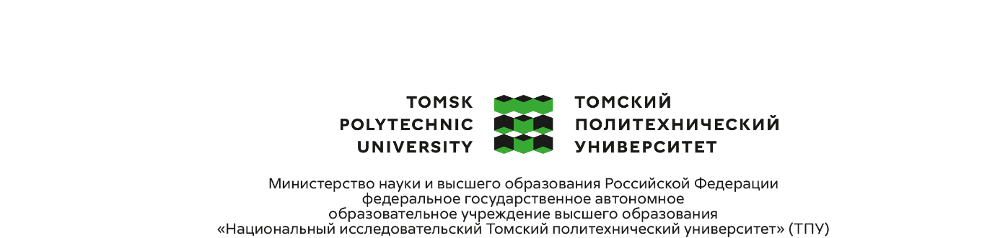 TOMSK
POLYTECHNIC
UNIVERSITY
ТОМСКИЙ
ПОЛИТЕХНИЧЕСКИЙ
УНИВЕРСИТЕТ
Министерство науки и высшего образования Российской Федерации
федеральное государственное автономное
образовательное учреждение высшего образования
«Национальный исследовательский Томский политехнический университет» (ТПУ)